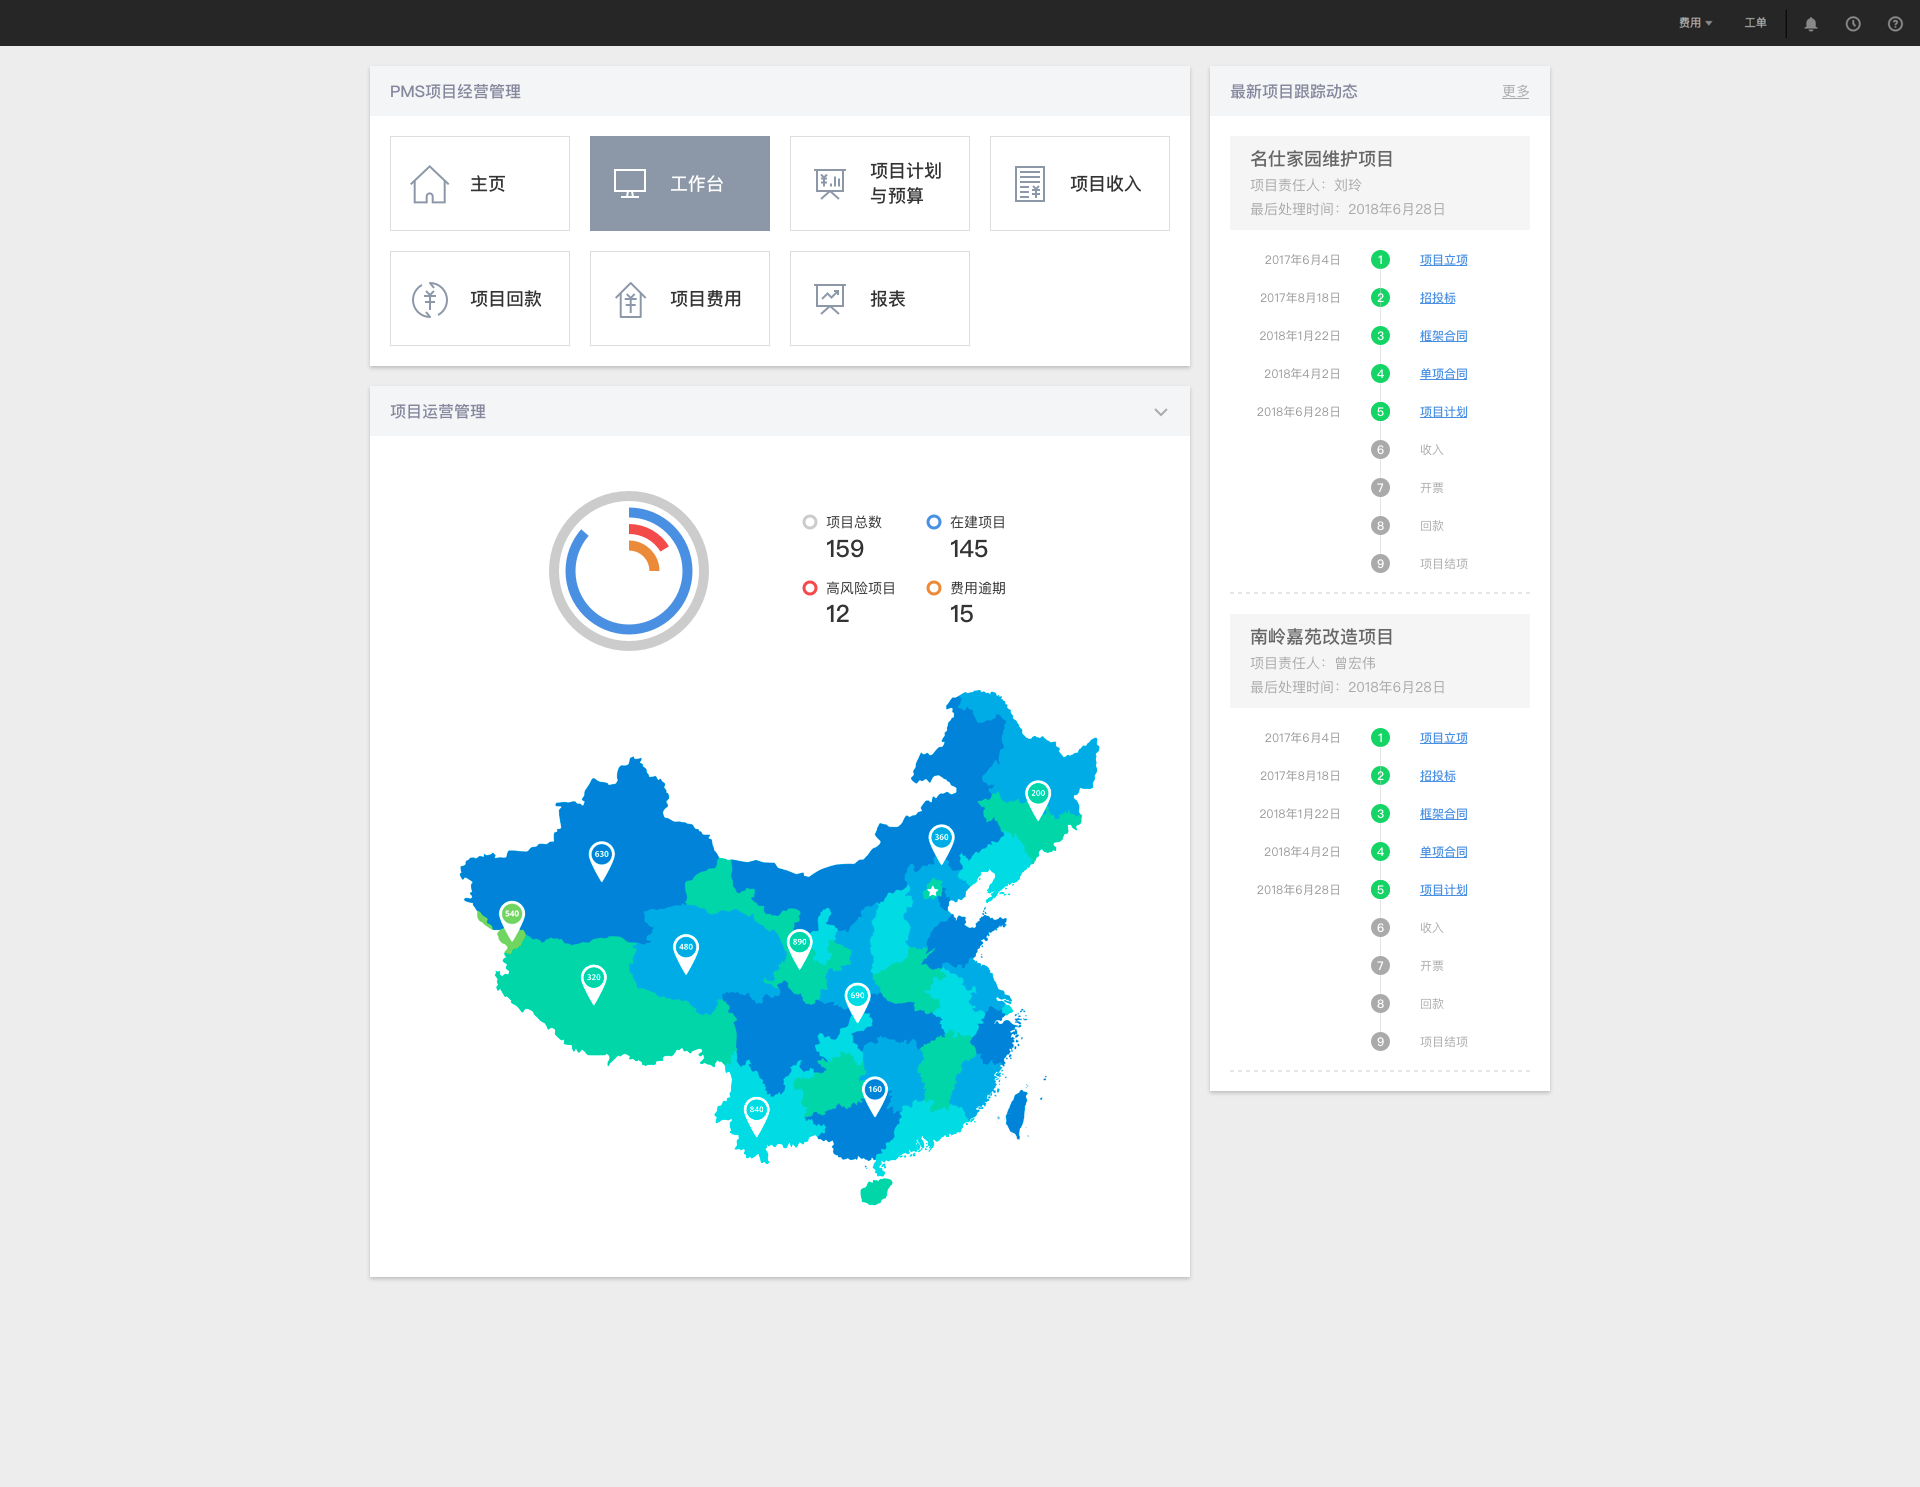 费用
工单
PMS项目经营管理
主页
工作台
项目计划
与预算
项目收入
项目回款
项目费用
报表
项目运营管理
项目总数
159
在建项目
145
高风险项目
12
费用逾期
15
200
360
630
540
480
890
320
690
160
840
最新项目跟踪动态
更多
名仕家园维护项目
项目责任人：刘玲
最后处理时间：2018年6月28日
2017年6月4日 1 项目立项
2017年8月18日 2 招投标
2018年1月22日 3 框架合同
2018年4月2日 4 单项合同
2018年6月28日 5 项目计划
6 收入
7 开票
8 回款
9 项目结项
南岭嘉苑改造项目
项目责任人：曾宏伟
最后处理时间：2018年6月28日
2017年6月4日 1 项目立项
2017年8月18日 2 招投标
2018年1月22日 3 框架合同
2018年4月2日 4 单项合同
2018年6月28日 5 项目计划
6 收入
7 开票
8 回款
9 项目结项